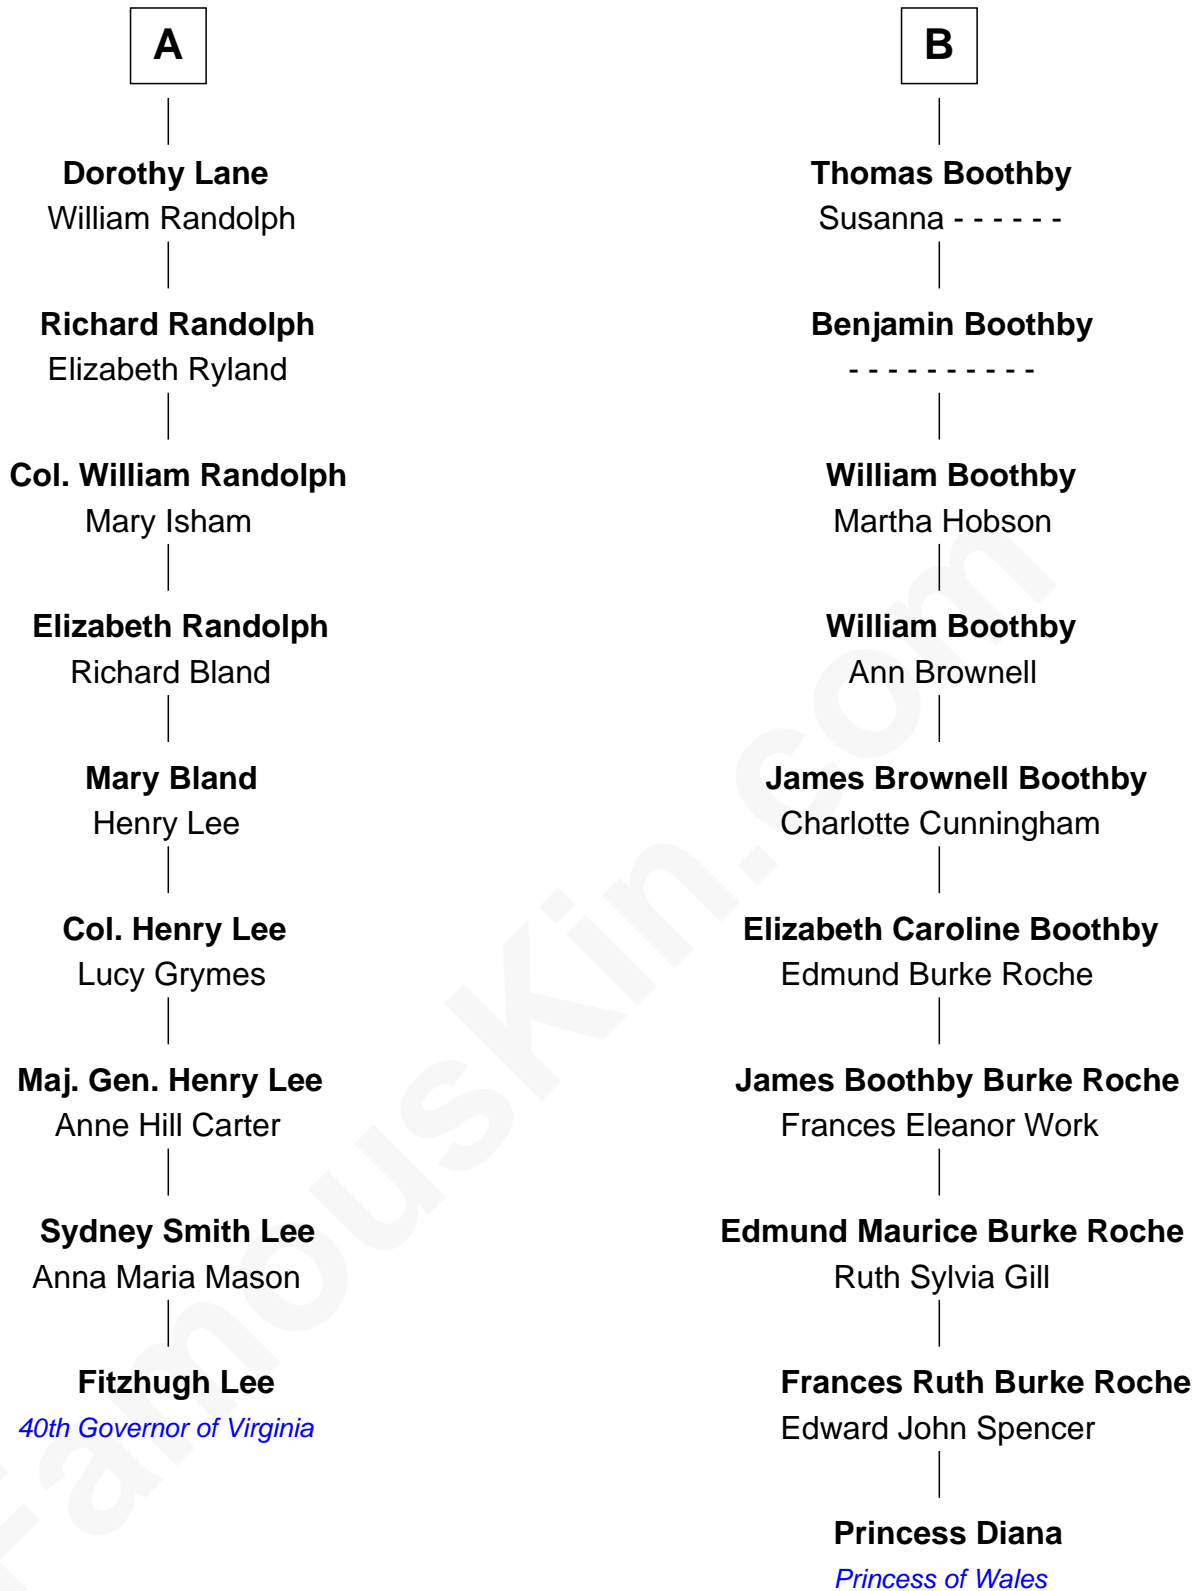 A
Dorothy Lane
William Randolph
Richard Randolph
Elizabeth Ryland
Col. William Randolph
Mary Isham
Elizabeth Randolph
Richard Bland
Mary Bland
Henry Lee
Col. Henry Lee
Lucy Grymes
Maj. Gen. Henry Lee
Anne Hill Carter
Sydney Smith Lee
Anna Maria Mason
Fitzhugh Lee
40th Governor of Virginia
B
Thomas Boothby
Susanna - - - - - -
Benjamin Boothby
- - - - - - - - - -
William Boothby
Martha Hobson
William Boothby
Ann Brownell
James Brownell Boothby
Charlotte Cunningham
Elizabeth Caroline Boothby
Edmund Burke Roche
James Boothby Burke Roche
Frances Eleanor Work
Edmund Maurice Burke Roche
Ruth Sylvia Gill
Frances Ruth Burke Roche
Edward John Spencer
Princess Diana
Princess of Wales
FamousKin.com